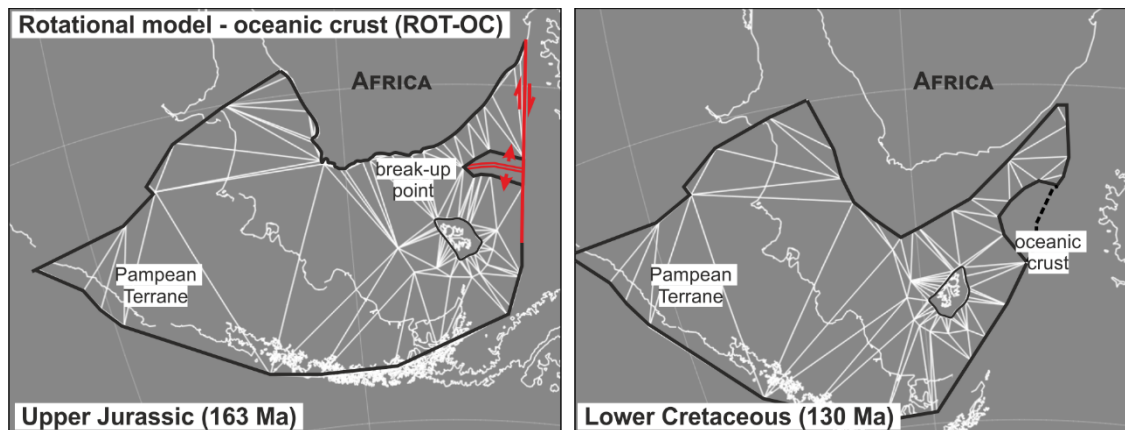 Rotational model - oceanic crust (ROT-OC)
AFRICA
break-up
point
Pampean
Terrane
Upper Jurassic (163 Ma)
AFRICA
oceanic
crust
Pampean
Terrane
Lower Cretaceous (130 Ma)